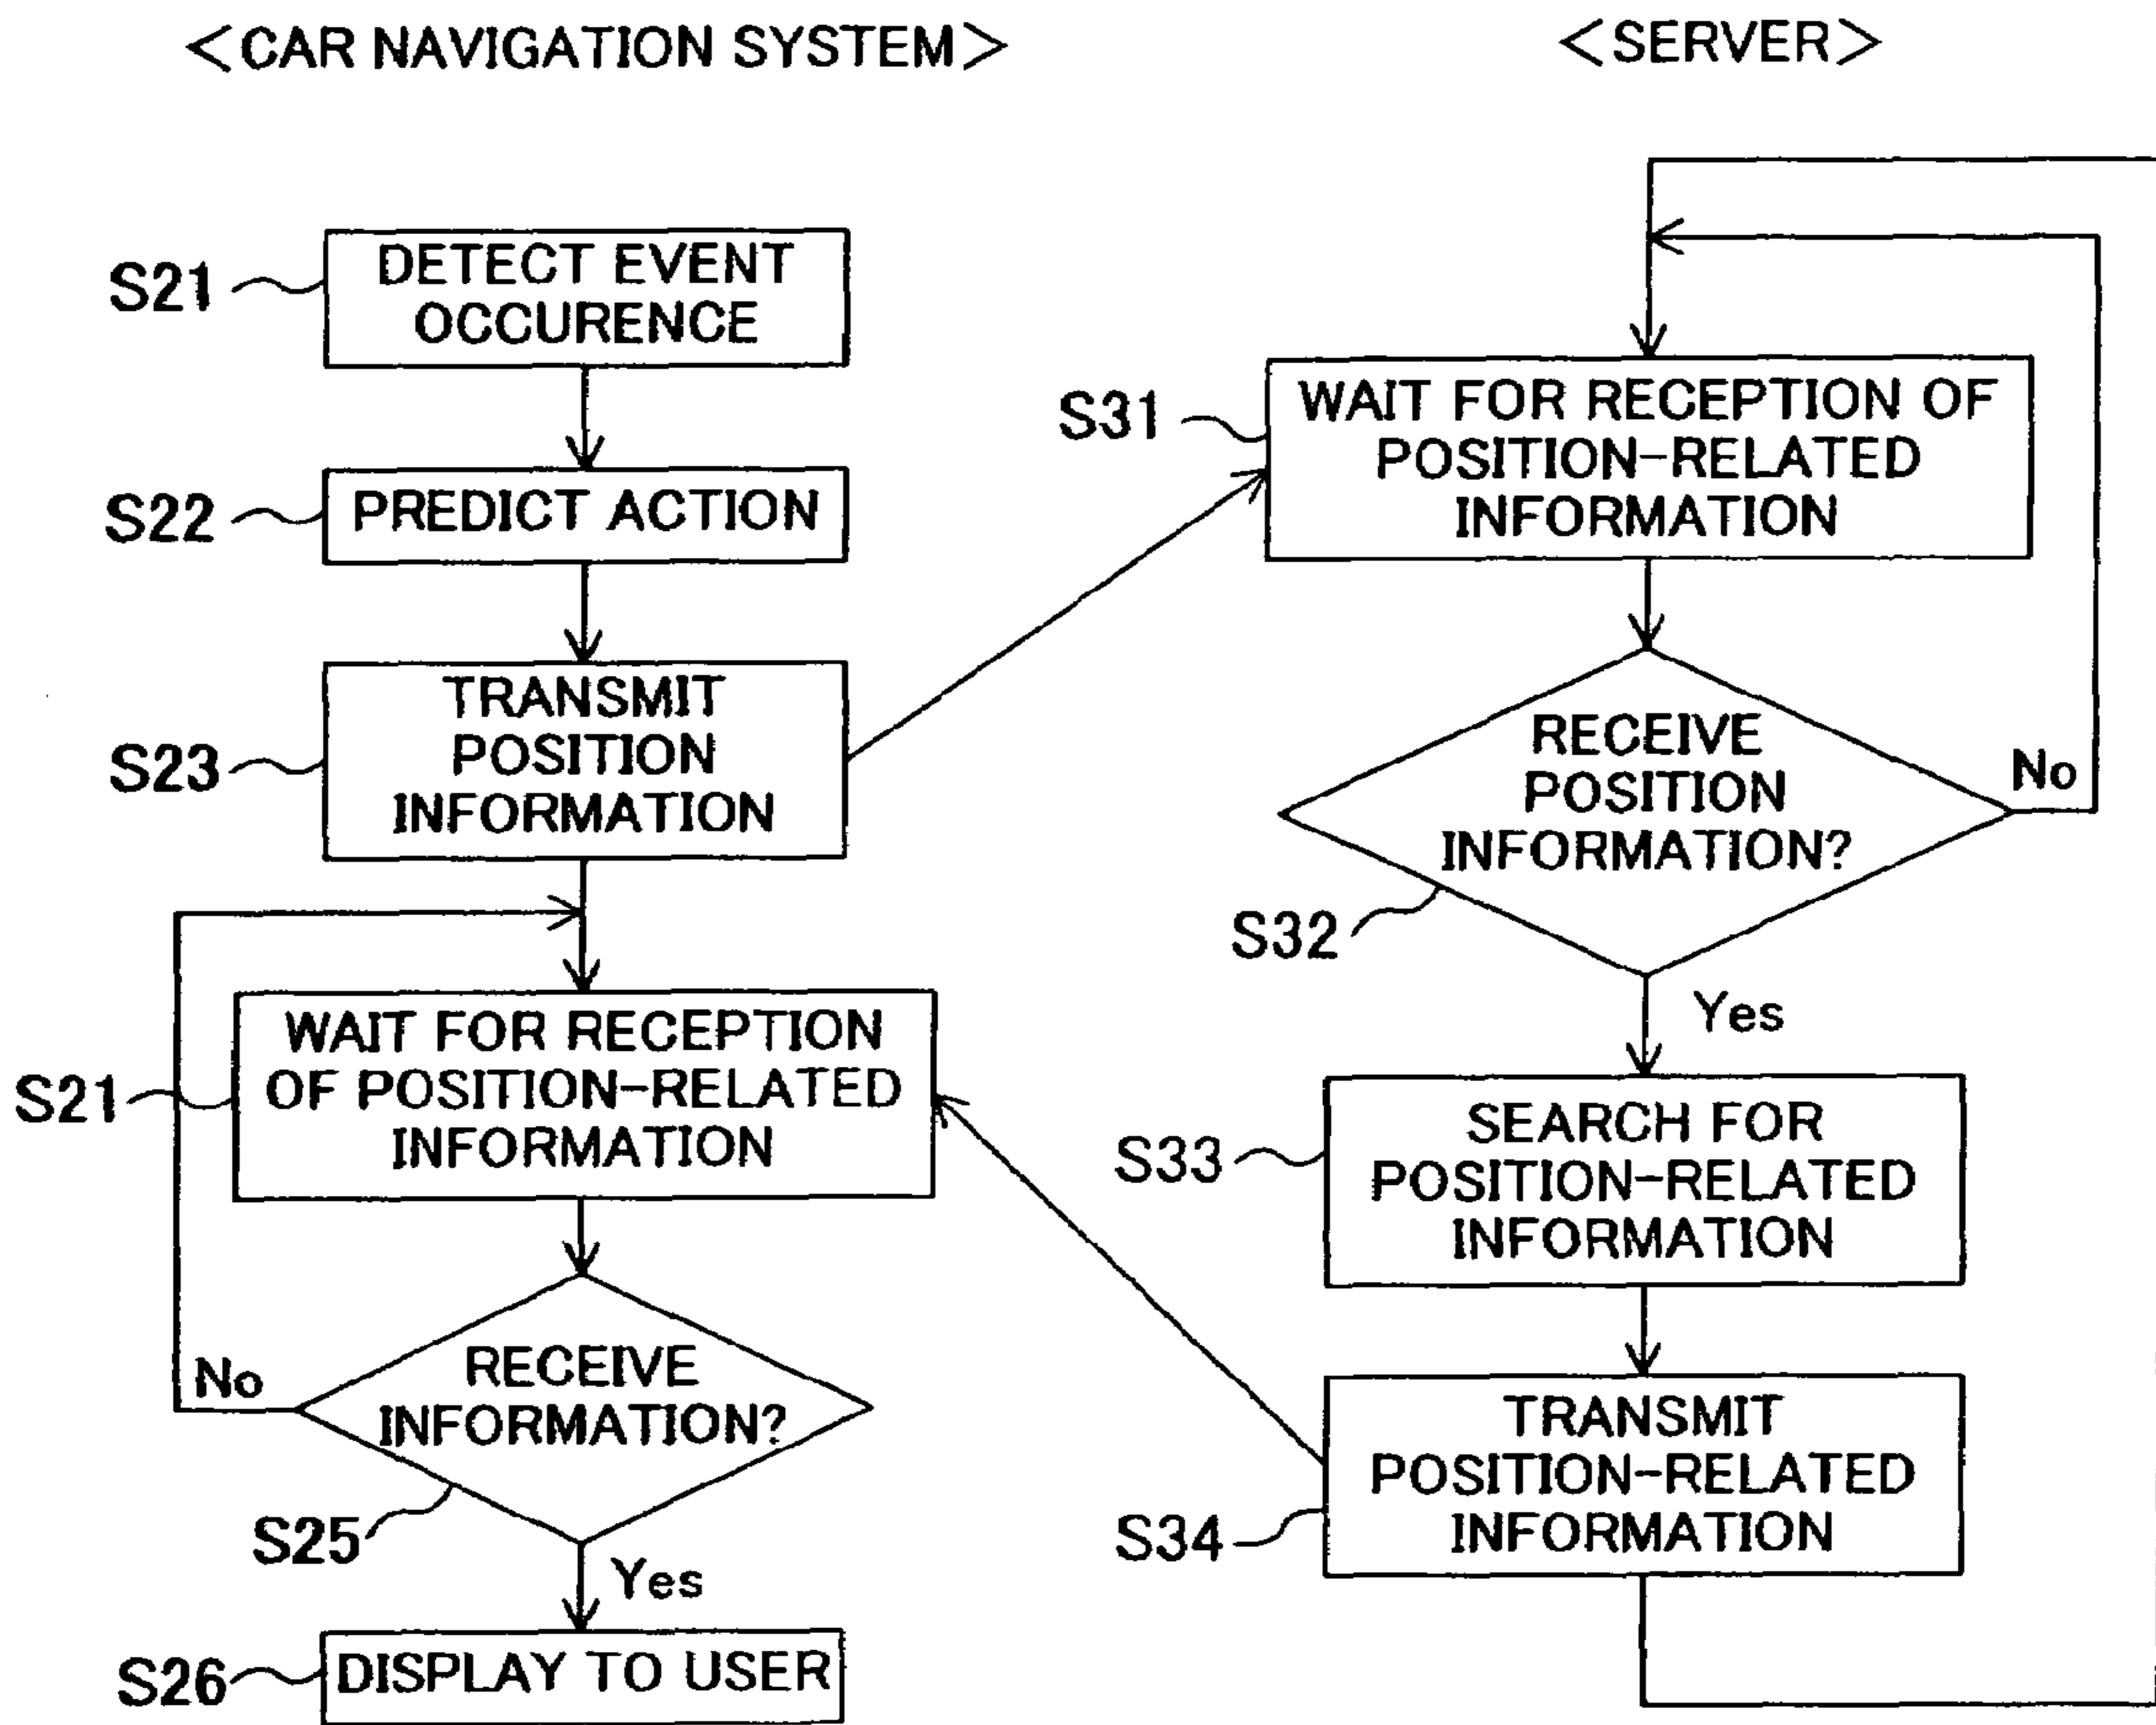 <CAR NAVIGATION SYSTEM>
S21
DETECT EVENT
OCCURENCE
S22
PREDICT ACTION
S23
TRANSMIT
POSITION
INFORMATION
S21
WAIT FOR RECEPTION
OF POSITION-RELATED
INFORMATION
No
RECEIVE
INFORMATION?
S25
Yes
S26
DISPLAY TO USER
<SERVER>
S31
WAIT FOR RECEPTION OF
POSITION-RELATED
INFORMATION
RECEIVE
POSITION
INFORMATION?
No
S32
Yes
S33
SEARCH FOR
POSITION-RELATED
INFORMATION
S34
TRANSMIT
POSITION-RELATED
INFORMATION